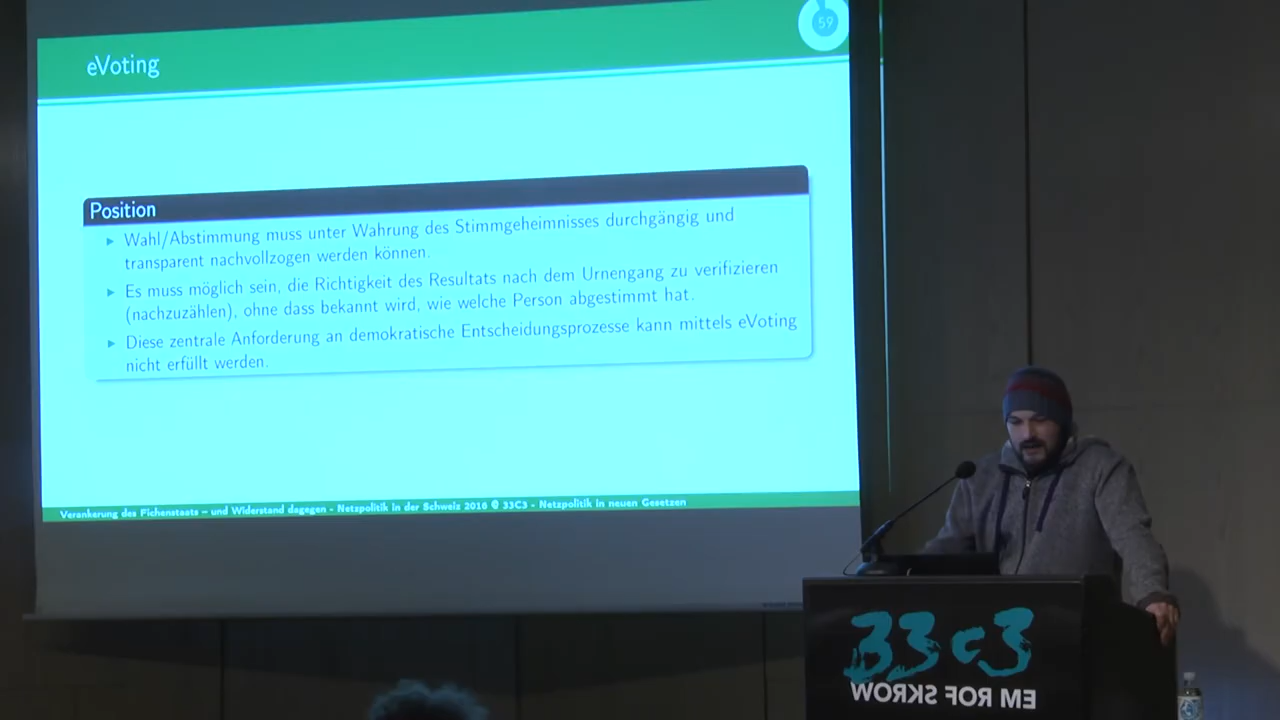 59
eVoting
Position
Wahl/Abstimmung muss unter Wahrung des Stimmgeheimnisses durchgängig und
transparent nachvollzogen werden können.
Es muss möglich sein, die Richtigkeit des Resultats nach dem Urnengang zu verifizieren
(nachzuzählen), ohne dass bekannt wird, wie welche Person abgestimmt hat.
Diese zentrale Anforderung an demokratische Entscheidungsprozesse kann mittels eVoting
nicht erfüllt werden.
Verankerung des Fichenstaats – und Widerstand dagegen - Netzpolitik in der Schweiz 2016 @ 33C3 - Netzpolitik in neuen Gesetzen
33c3
WORKS FOR ME